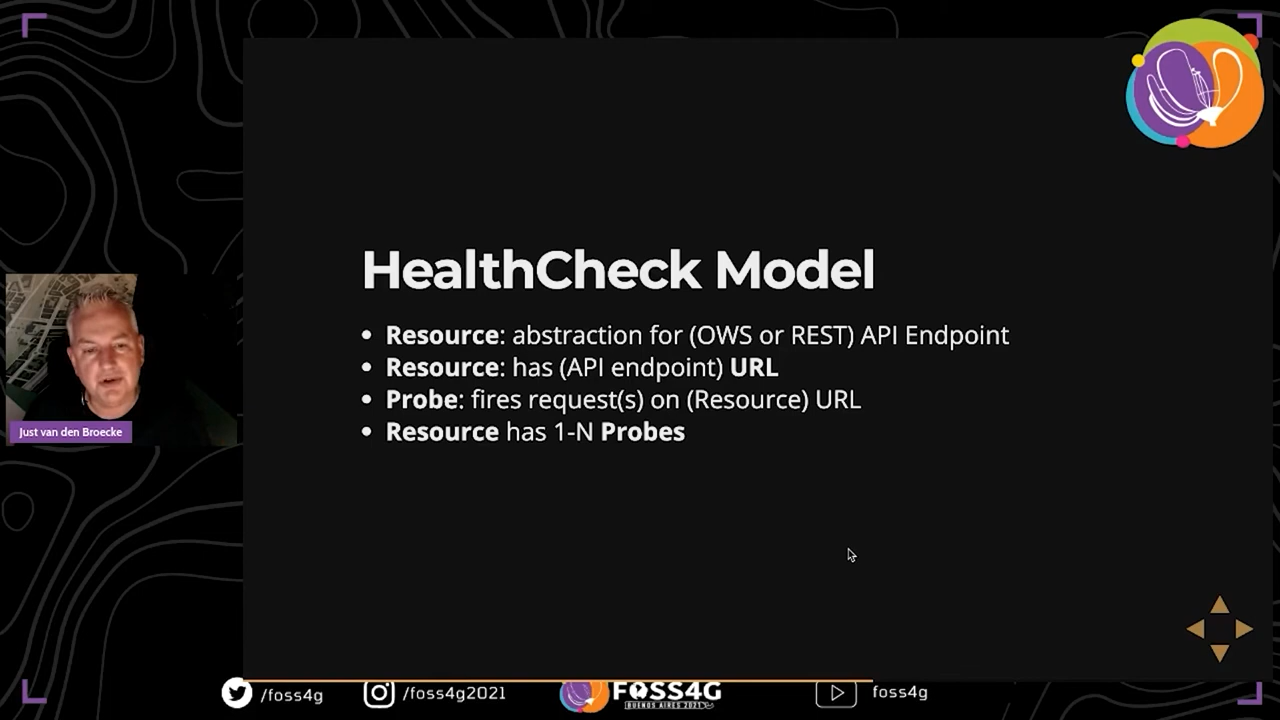 HealthCheck Model
• Resource: abstraction for (OWS or REST) API Endpoint
• Resource: has (API endpoint) URL
• Probe: fires request(s) on (Resource) URL
• Resource has 1-N Probes
Just van den Broecke
/foss4g
/foss4g2021
FOSS4G
BUENOS AIRES 2021
foss4g